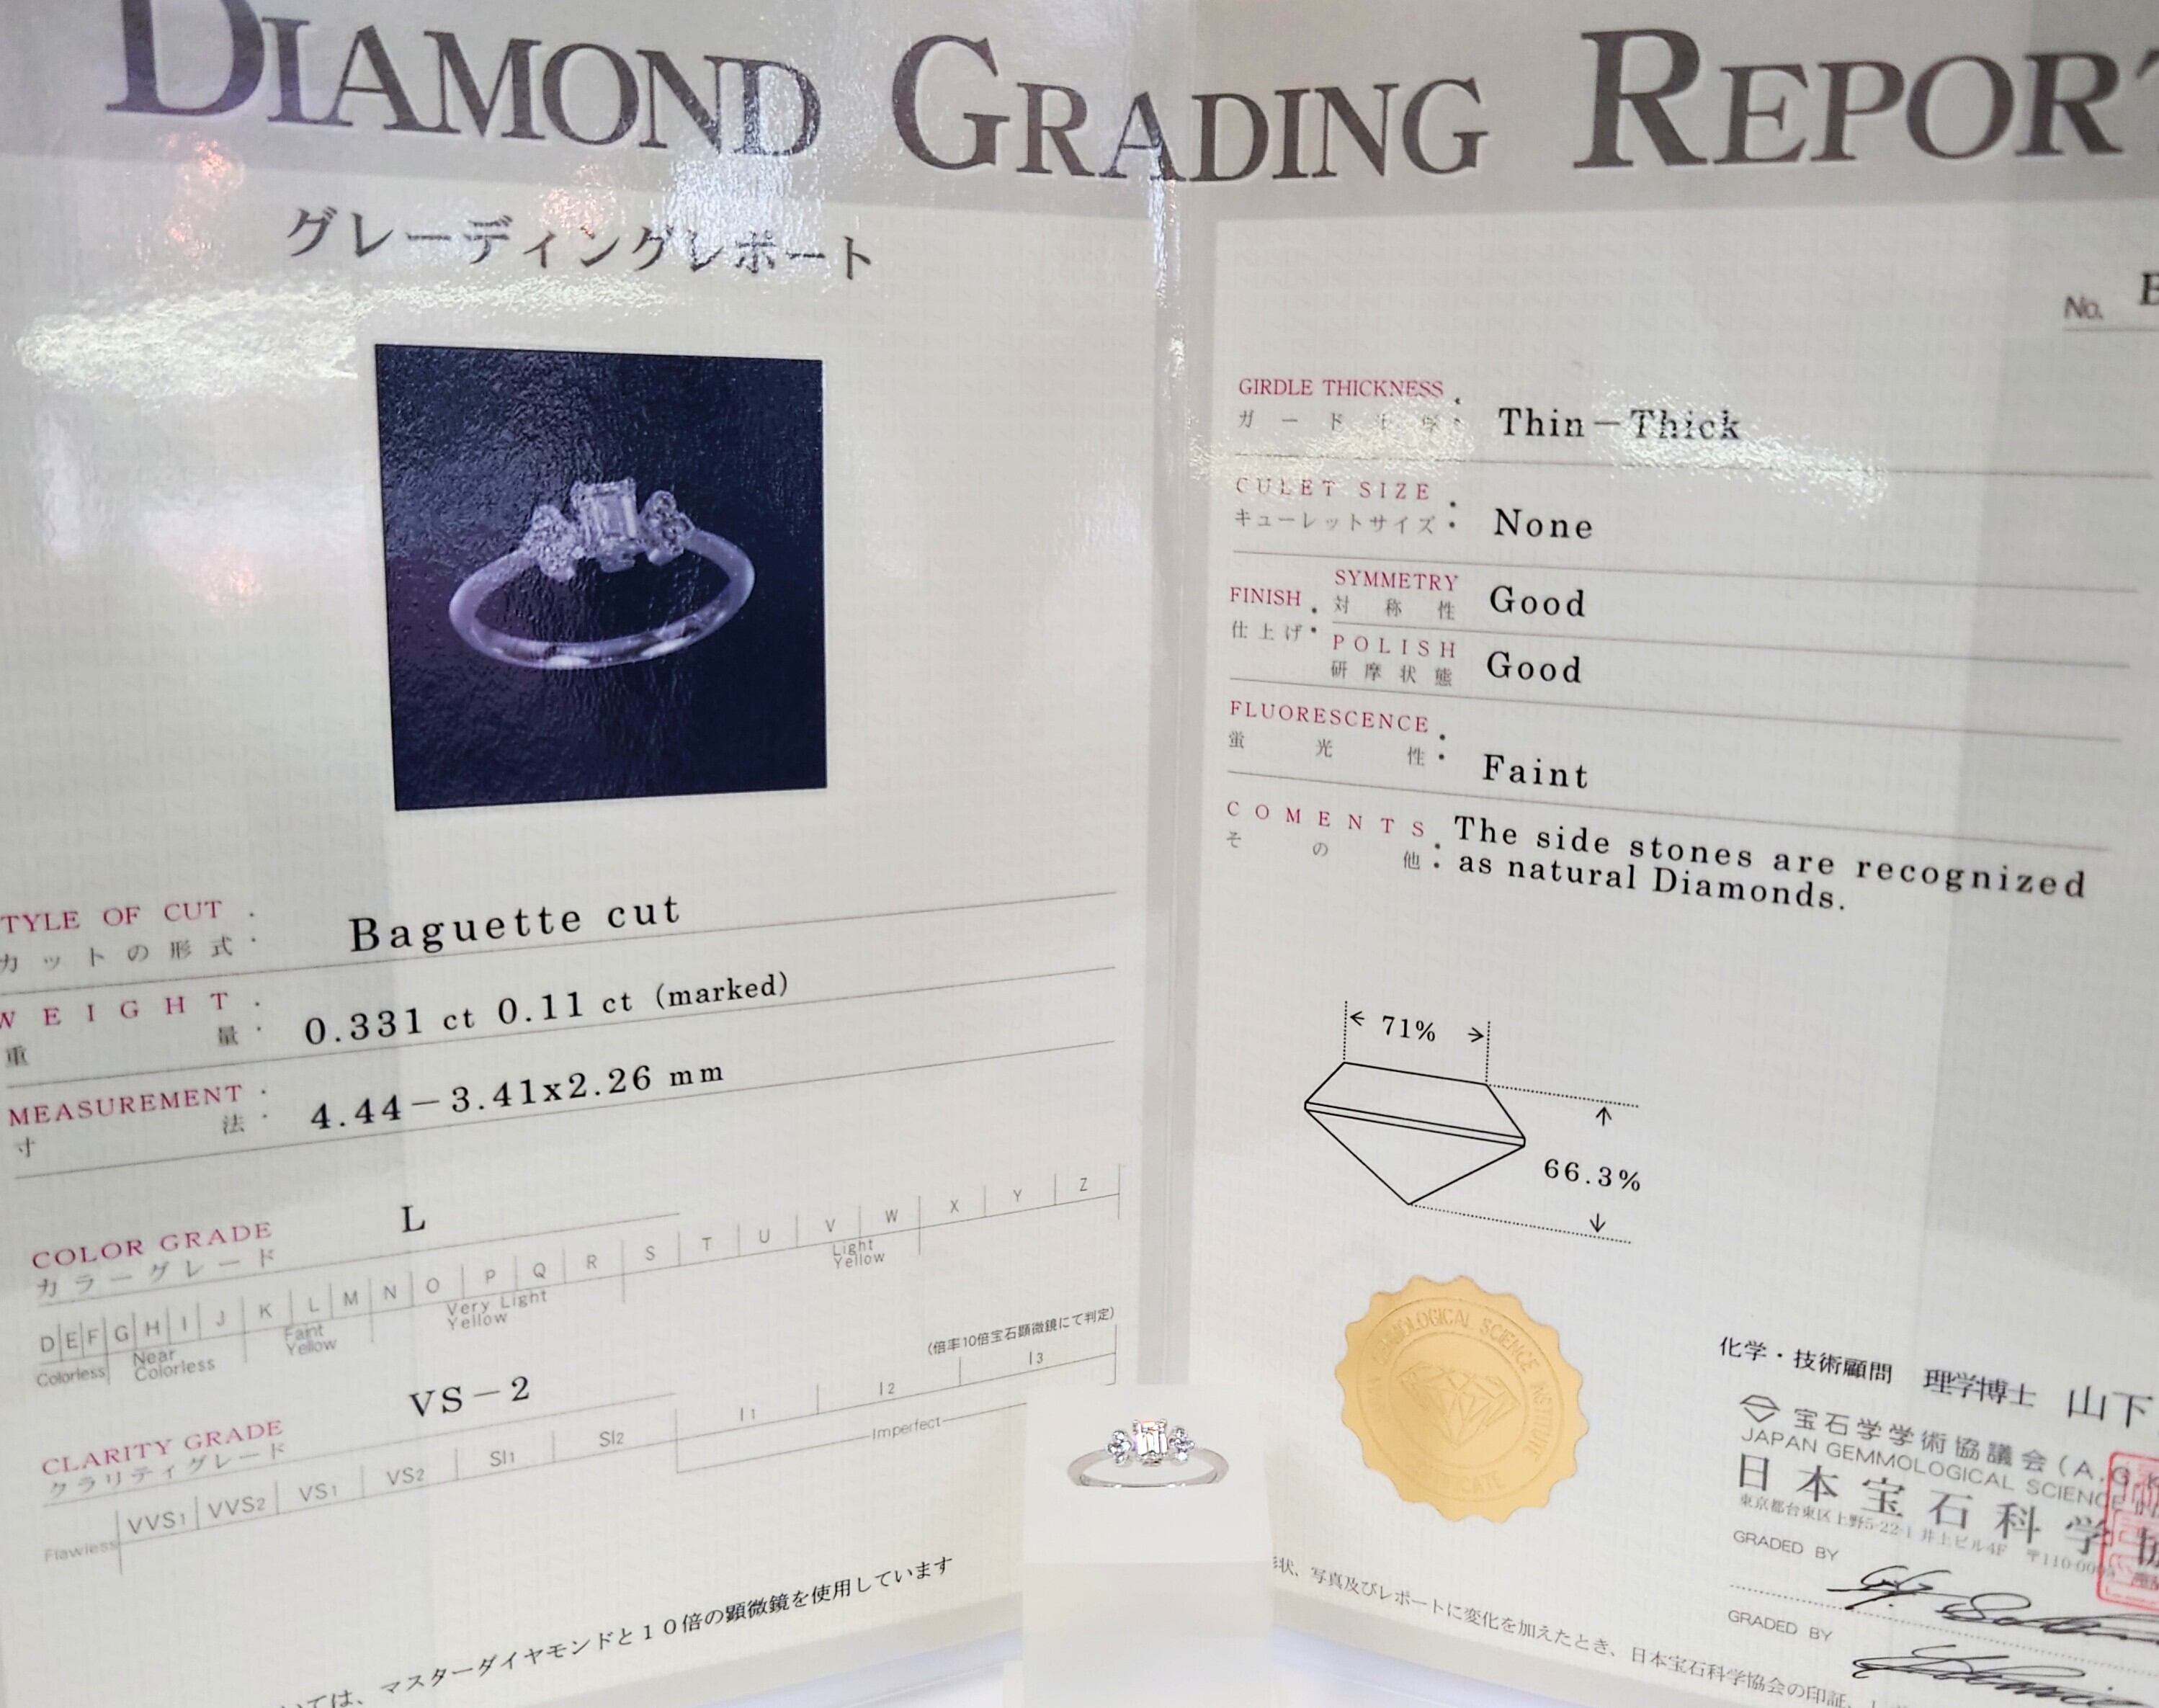 DIAMOND GRADING REPORT
グレーディングレポート
STYLE OF CUT :
カットの形式
Baguette cut
WEIGHT :
重量
0.331 ct 0.11 ct (marked)
MEASUREMENT :
寸法
4.44-3.41x2.26 mm
COLOR GRADE
カラーグレード
L
D E F G H I J K L M N O P Q R S T U V W X Y Z
Colorless
Near Colorless
Faint Yellow
Very Light Yellow
Light Yellow
(倍率10倍宝石顕微鏡にて判定)
CLARITY GRADE
クラリティグレード
VS-2
Flawless VVS1 VVS2 VS1 VS2 SI1 SI2 I1 I2 I3
Imperfect
ては、マスターダイヤモンドと10倍の顕微鏡を使用しています
No.
GIRDLE THICKNESS :
Thin-Thick
CULET SIZE :
キューレットサイズ
None
FINISH :
仕上げ
SYMMETRY
対称性
Good
POLISH
研摩状態
Good
FLUORESCENCE :
蛍光性
Faint
COMENTS :
その他
The side stones are recognized
as natural Diamonds.
71%
66.3%
化学・技術顧問 理学博士 山下
宝石学学術協議会(A.G.K
JAPAN GEMMOLOGICAL SCIENCE
日本宝石科学協
東京都台東区上野5-22-1 井上ビル4F
GRADED BY
GRADED BY
形状、写真及びレポートに変化を加えたとき、日本宝石科学協会の印証、